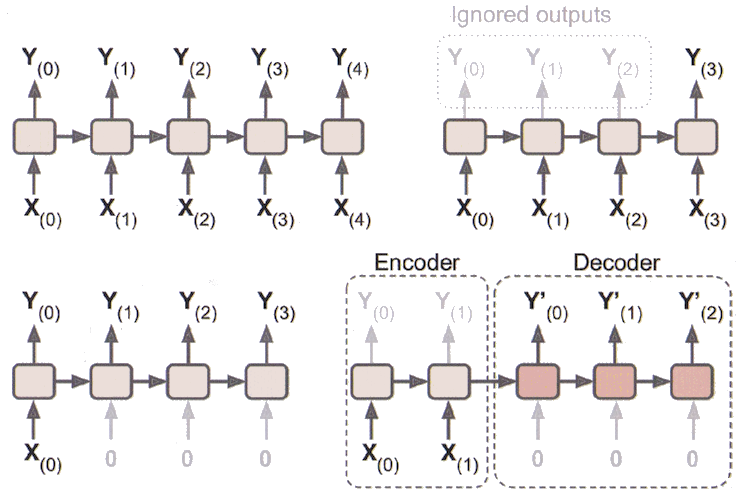 Ignored outputs
Y(0) Y(1) Y(2) Y(3) Y(4)
Y(0) Y(1) Y(2) Y(3)
X(0) X(1) X(2) X(3) X(4)
X(0) X(1) X(2) X(3)
Encoder
Decoder
Y(0) Y(1) Y(2) Y(3)
Y(0) Y(1)
Y'(0) Y'(1) Y'(2)
X(0) 0 0 0
X(0) X(1)
0 0 0